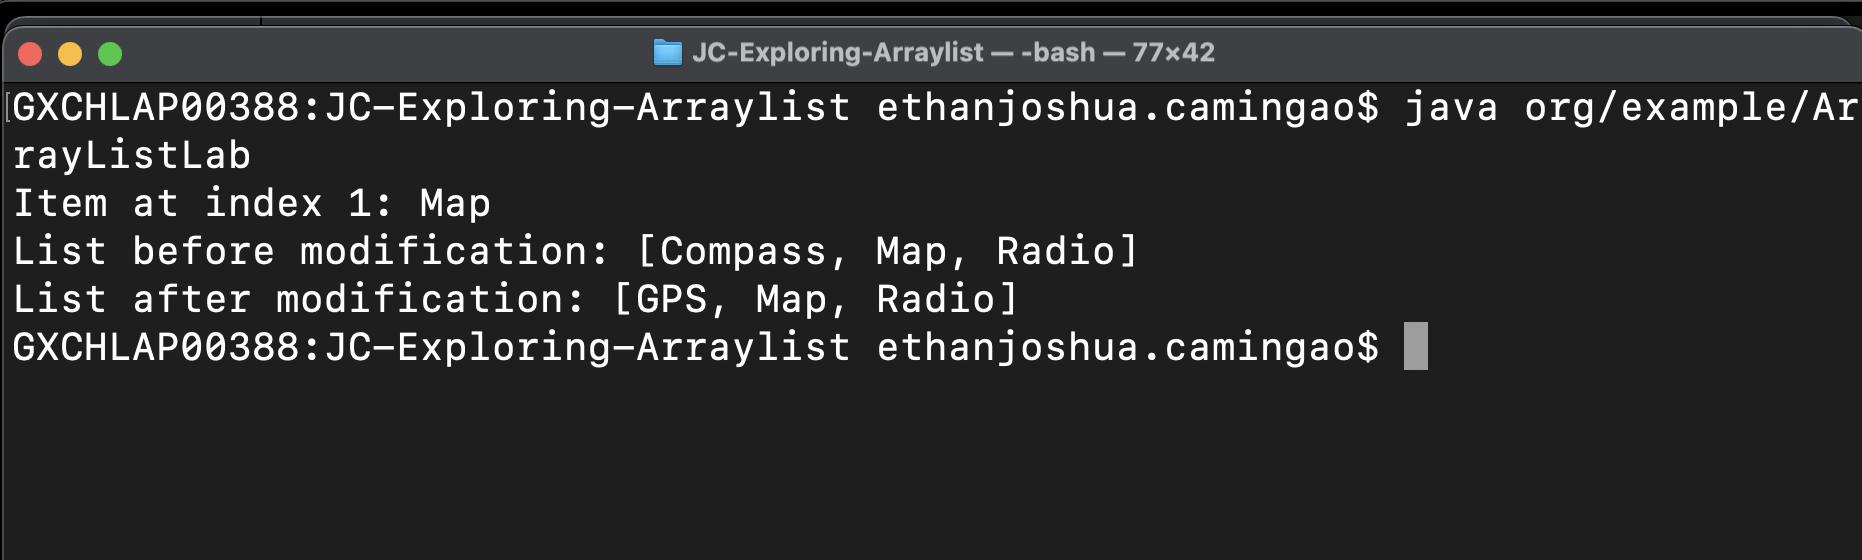 JC-Exploring-Arraylist — -bash — 77×42
GXCHLAP00388:JC-Exploring-Arraylist ethanjoshua.camingao$ java org/example/Ar
rayListLab
Item at index 1: Map
List before modification: [Compass, Map, Radio]
List after modification: [GPS, Map, Radio]
GXCHLAP00388:JC-Exploring-Arraylist ethanjoshua.camingao$